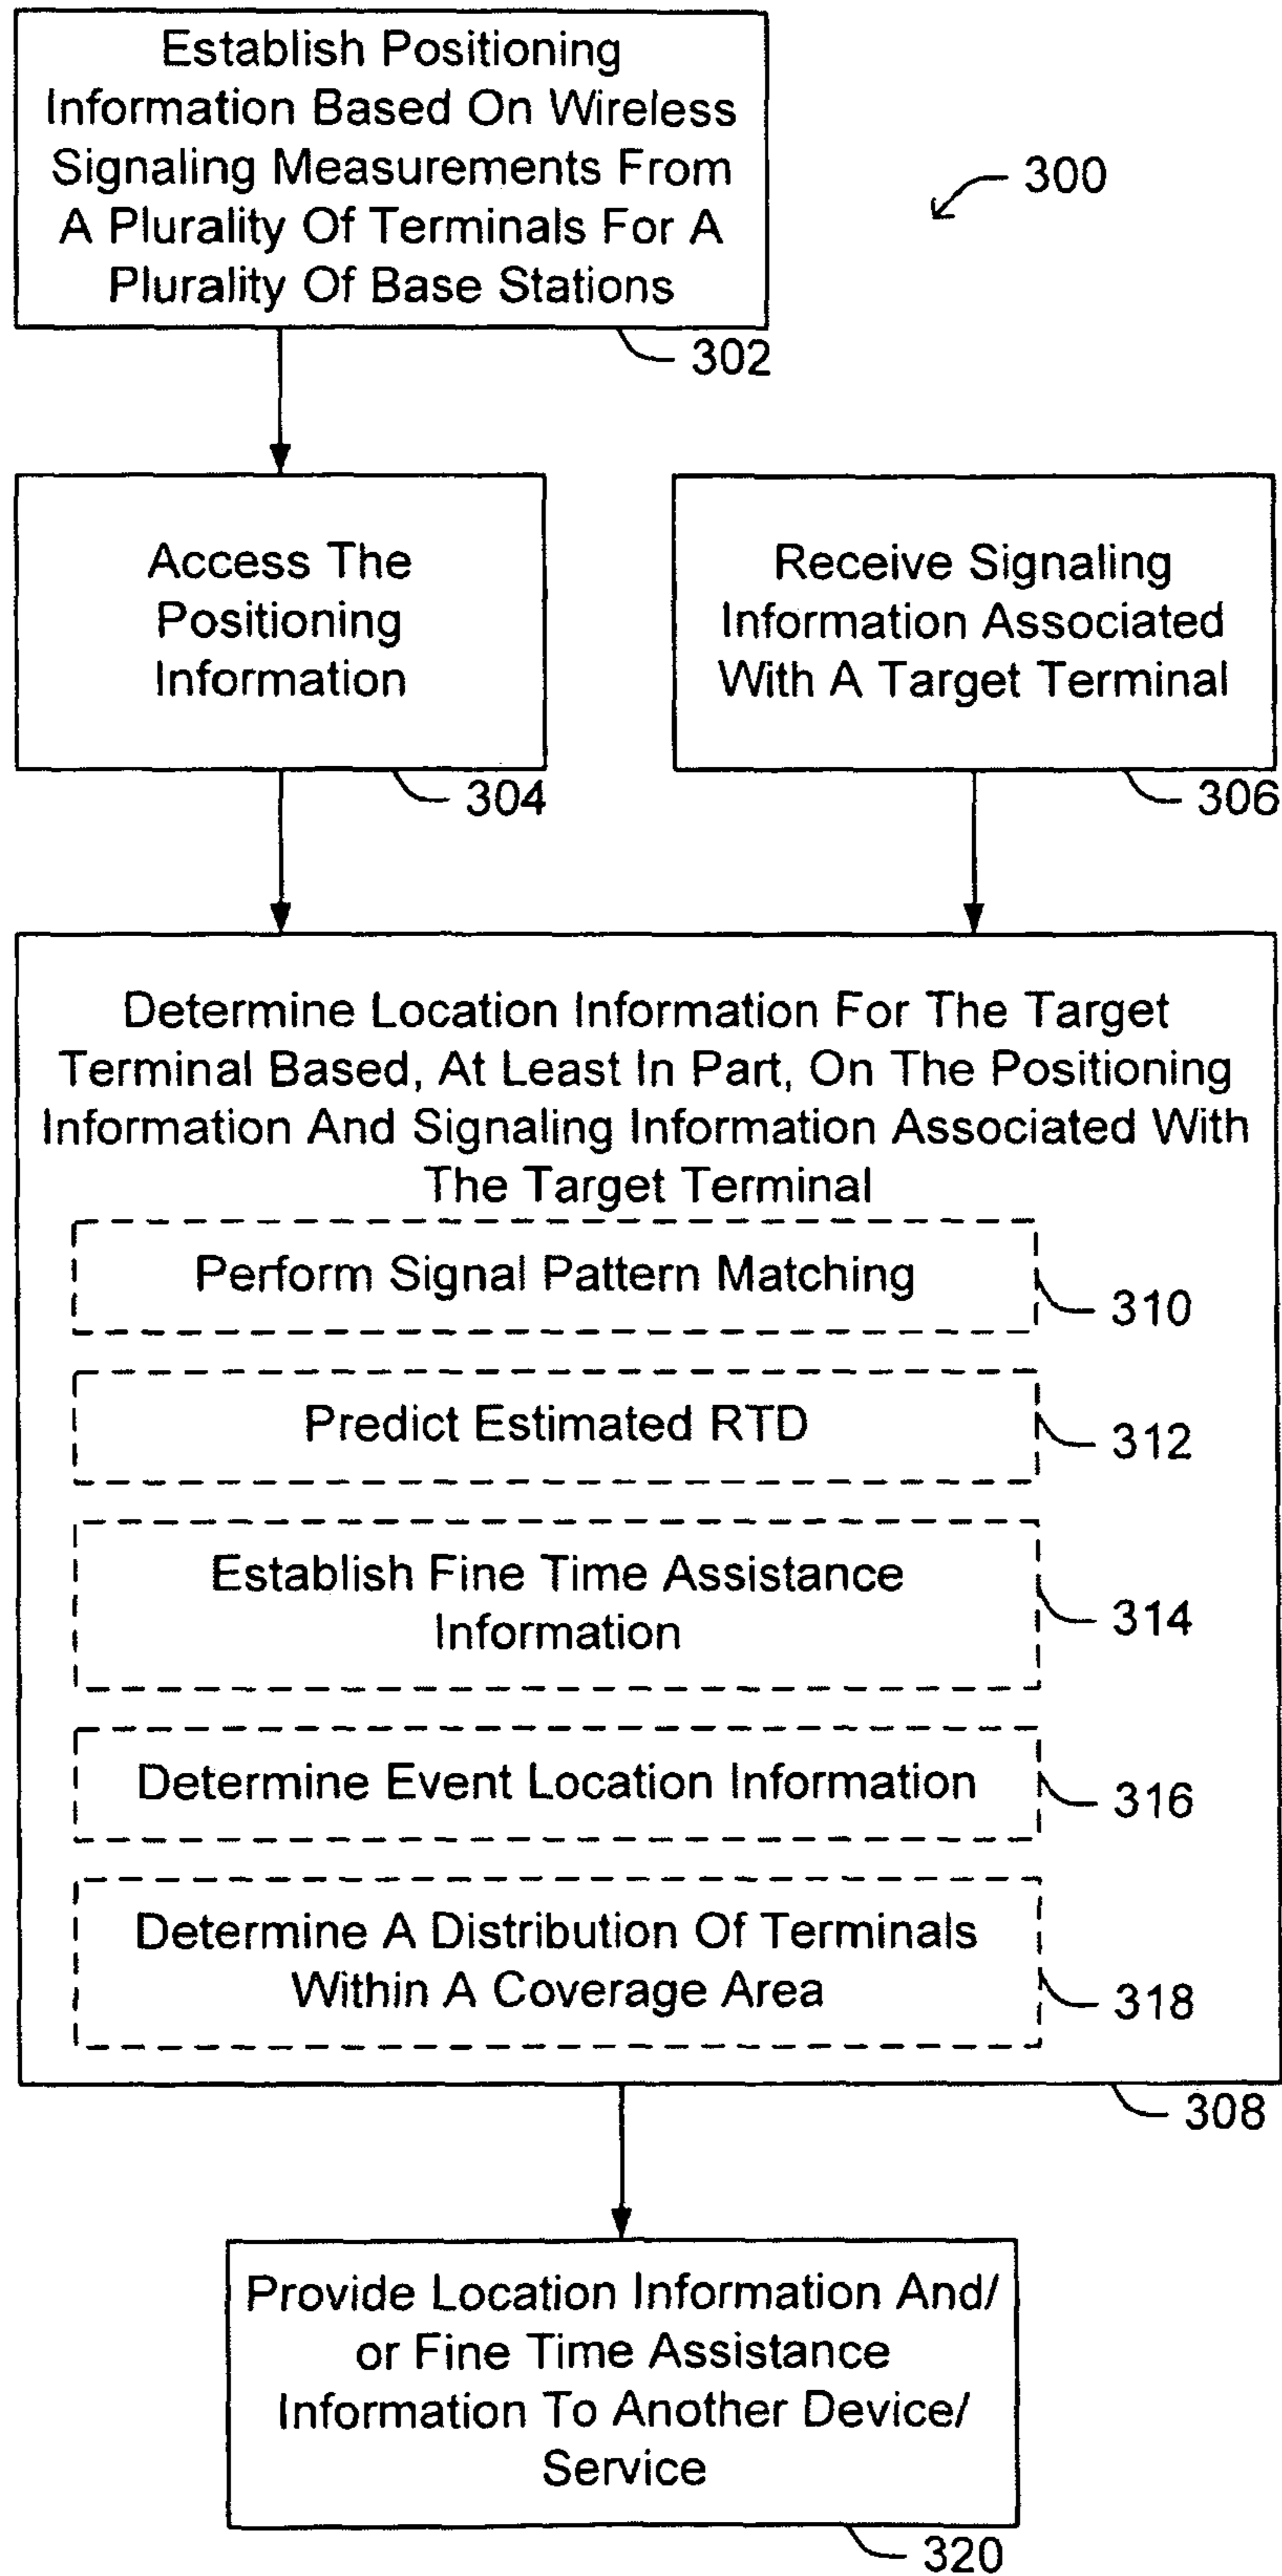 Establish Positioning
Information Based On Wireless
Signaling Measurements From
A Plurality Of Terminals For A
Plurality Of Base Stations
300
302
Access The
Positioning
Information
304
Receive Signaling
Information Associated
With A Target Terminal
306
Determine Location Information For The Target
Terminal Based, At Least In Part, On The Positioning
Information And Signaling Information Associated With
The Target Terminal
Perform Signal Pattern Matching
310
Predict Estimated RTD
312
Establish Fine Time Assistance
Information
314
Determine Event Location Information
316
Determine A Distribution Of Terminals
Within A Coverage Area
318
308
Provide Location Information And/
or Fine Time Assistance
Information To Another Device/
Service
320